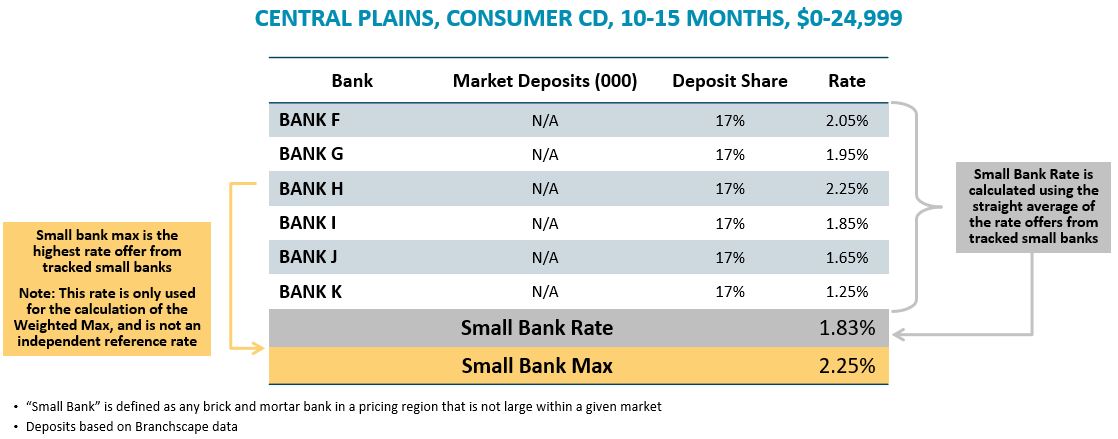 CENTRAL PLAINS, CONSUMER CD, 10-15 MONTHS, $0-24,999
Bank Market Deposits (000) Deposit Share Rate
BANK F N/A 17% 2.05%
BANK G N/A 17% 1.95%
BANK H N/A 17% 2.25%
BANK I N/A 17% 1.85%
BANK J N/A 17% 1.65%
BANK K N/A 17% 1.25%
Small Bank Rate 1.83%
Small Bank Max 2.25%
Small bank max is the
highest rate offer from
tracked small banks
Note: This rate is only used
for the calculation of the
Weighted Max, and is not an
independent reference rate
Small Bank Rate is
calculated using the
straight average of
the rate offers from
tracked small banks
• “Small Bank” is defined as any brick and mortar bank in a pricing region that is not large within a given market
• Deposits based on Branchscape data